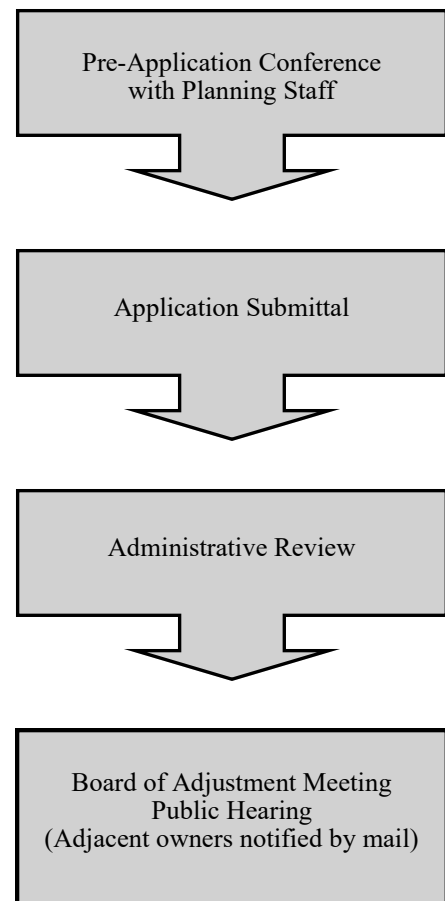 Pre-Application Conference
with Planning Staff
Application Submittal
Administrative Review
Board of Adjustment Meeting
Public Hearing
(Adjacent owners notified by mail)